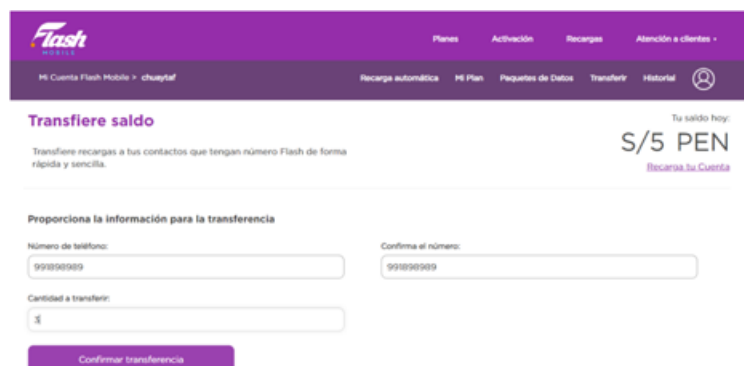 Flash
MOBILE
Planes Activación Recargas Atención a clientes
Mi Cuenta Flash Mobile > chuaytaf
Recarga automática Mi Plan Paquetes de Datos Transferir Historial
Transfiere saldo
Transfiere recargas a tus contactos que tengan número Flash de forma
rápida y sencilla.
Tu saldo hoy:
S/5 PEN
Recarga tu Cuenta
Proporciona la información para la transferencia
Número de teléfono:
Confirma el número:
991898989
991898989
Cantidad a transferir:
3
Confirmar transferencia